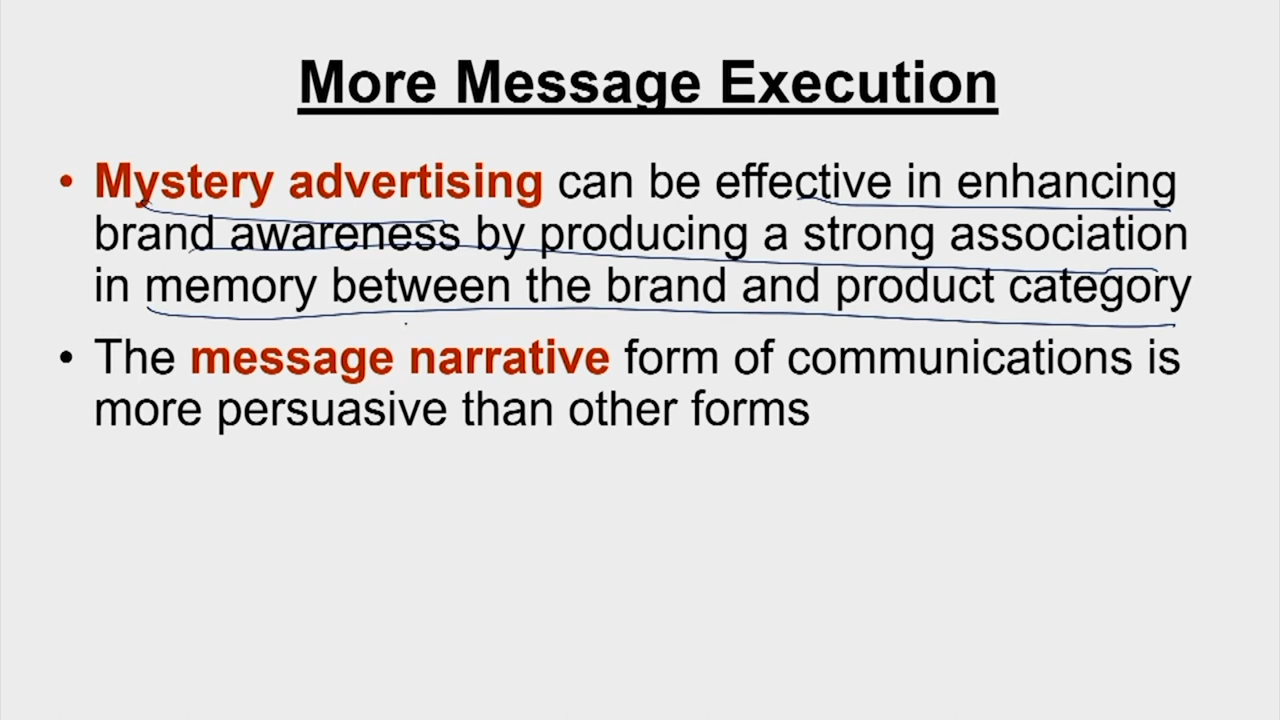 More Message Execution
• Mystery advertising can be effective in enhancing
brand awareness by producing a strong association
in memory between the brand and product category
• The message narrative form of communications is
more persuasive than other forms